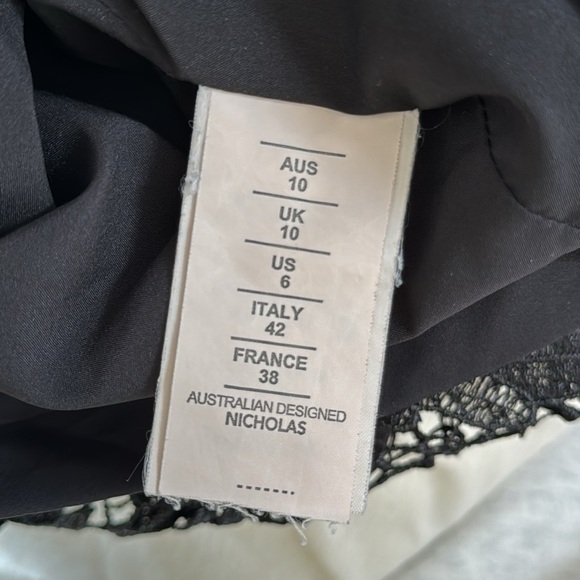 AUS
10
UK
10
US
6
ITALY
42
FRANCE
38
AUSTRALIAN DESIGNED
NICHOLAS